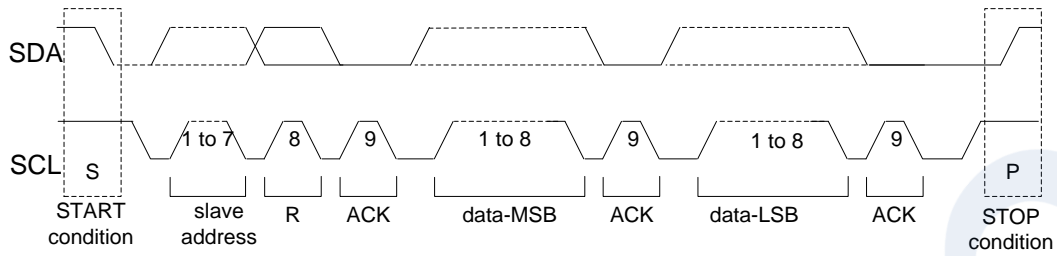 SDA
1 to 7 8 9 1 to 8 9 1 to 8 9
SCL S P
START condition slave address R ACK data-MSB ACK data-LSB ACK STOP condition